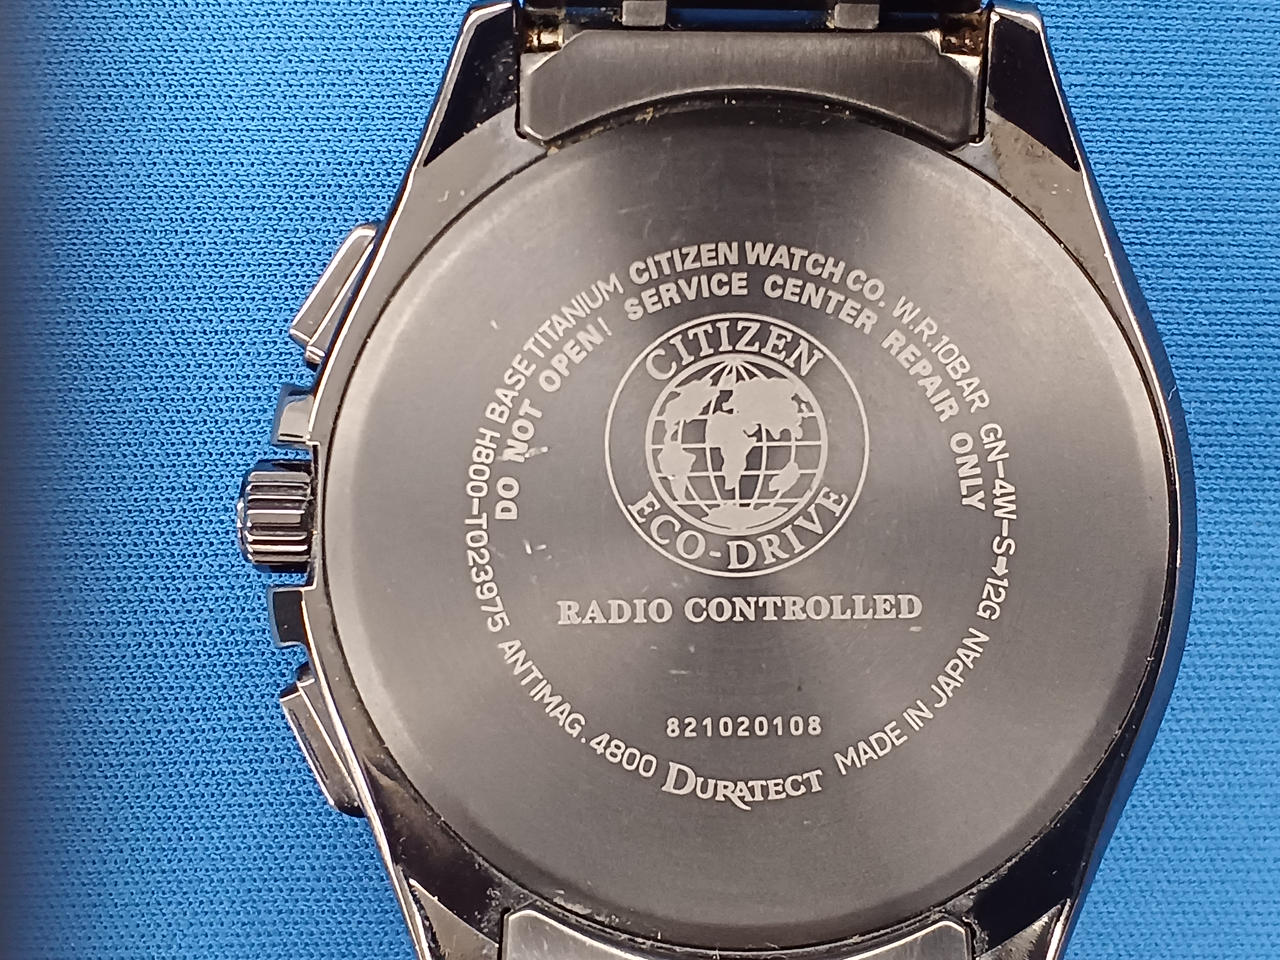 H800-T023975 BASE TITANIUM CITIZEN WATCH CO. W.R.10BAR GN-4W-S→12G
DO NOT OPEN! SERVICE CENTER REPAIR ONLY
CITIZEN
ECO-DRIVE
RADIO CONTROLLED
821020108
ANTIMAG.4800 DURATECT MADE IN JAPAN